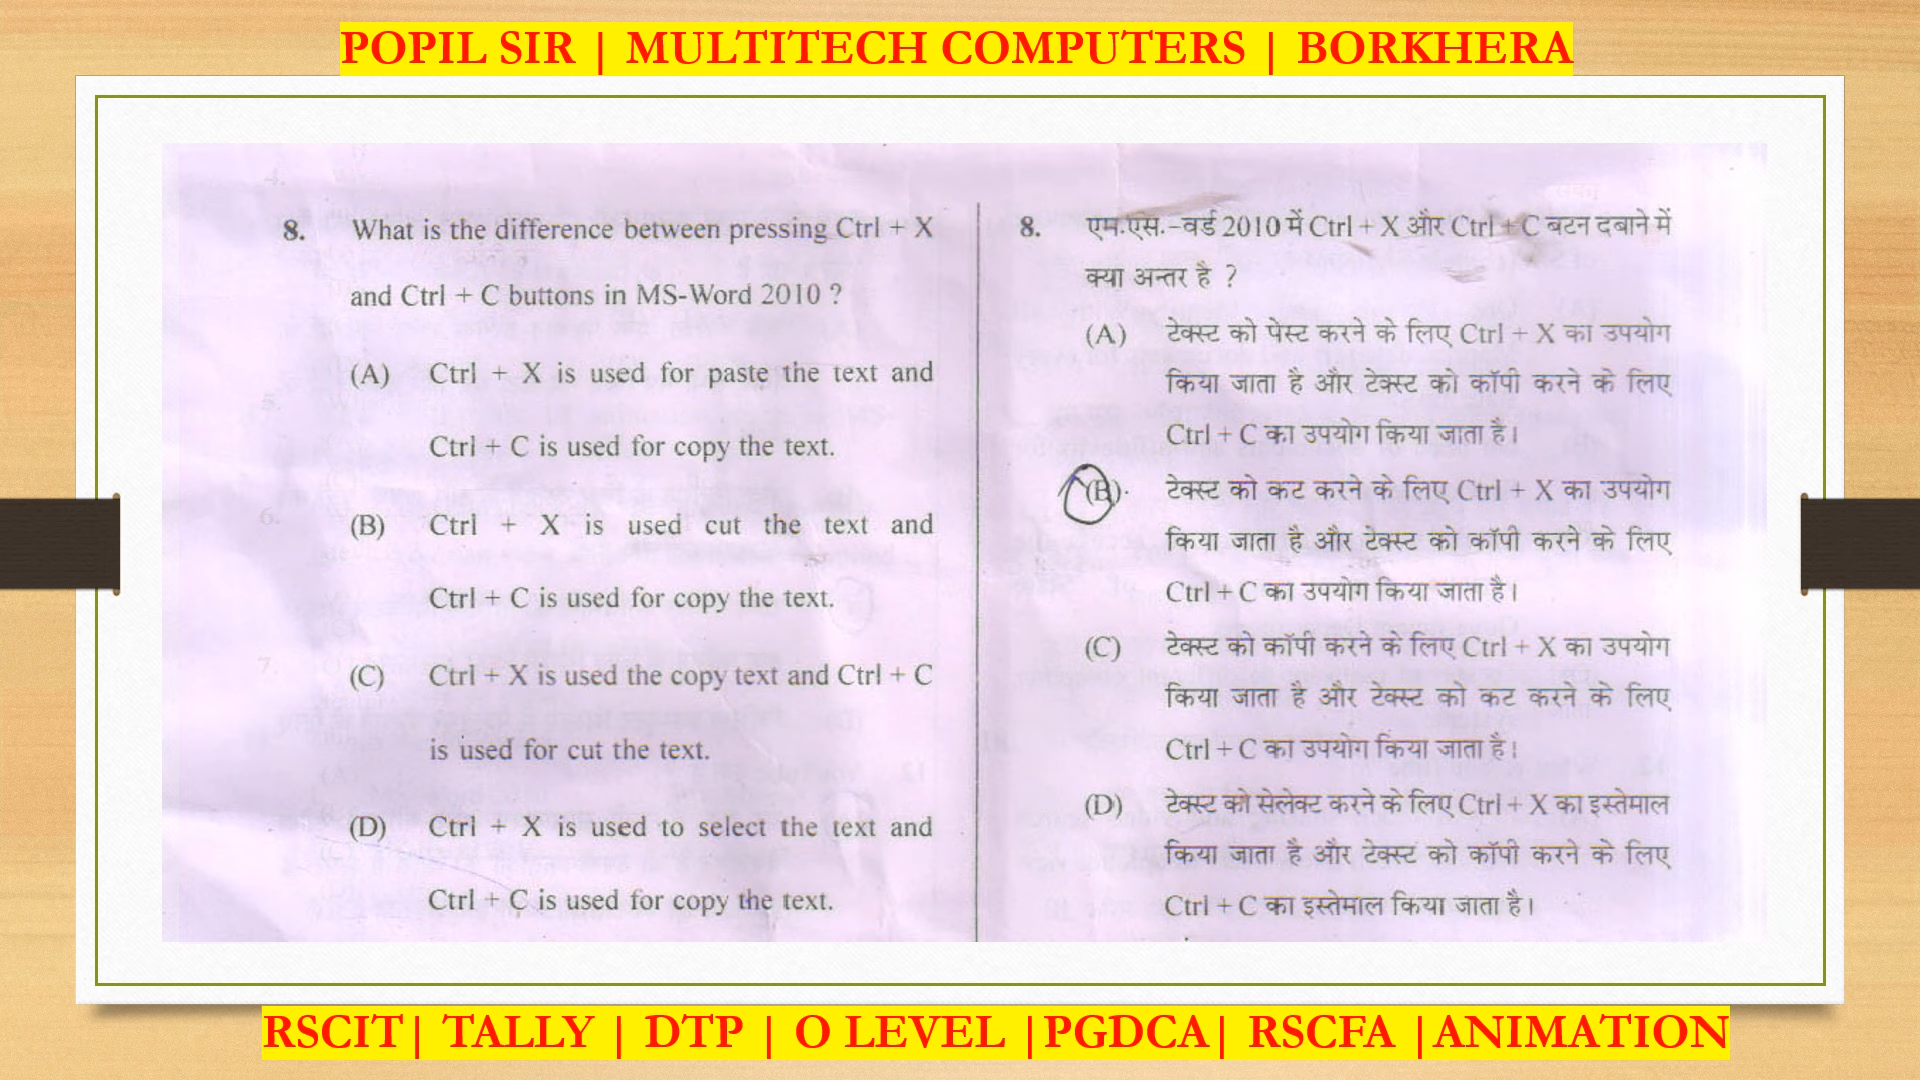 POPIL SIR | MULTITECH COMPUTERS | BORKHERA
8. What is the difference between pressing Ctrl + X
and Ctrl + C buttons in MS-Word 2010 ?
(A) Ctrl + X is used for paste the text and
Ctrl + C is used for copy the text.
(B) Ctrl + X is used cut the text and
Ctrl + C is used for copy the text.
(C) Ctrl + X is used the copy text and Ctrl + C
is used for cut the text.
(D) Ctrl + X is used to select the text and
Ctrl + C is used for copy the text.
8. एम.एस.-वर्ड 2010 में Ctrl + X और Ctrl + C बटन दबाने में
क्या अन्तर है ?
(A) टेक्स्ट को पेस्ट करने के लिए Ctrl + X का उपयोग
किया जाता है और टेक्स्ट को कॉपी करने के लिए
Ctrl + C का उपयोग किया जाता है।
(B) टेक्स्ट को कट करने के लिए Ctrl + X का उपयोग
किया जाता है और टेक्स्ट को कॉपी करने के लिए
Ctrl + C का उपयोग किया जाता है।
(C) टेक्स्ट को कॉपी करने के लिए Ctrl + X का उपयोग
किया जाता है और टेक्स्ट को कट करने के लिए
Ctrl + C का उपयोग किया जाता है।
(D) टेक्स्ट को सेलेक्ट करने के लिए Ctrl + X का इस्तेमाल
किया जाता है और टेक्स्ट को कॉपी करने के लिए
Ctrl + C का इस्तेमाल किया जाता है।
RSCIT| TALLY | DTP | O LEVEL |PGDCA| RSCFA |ANIMATION